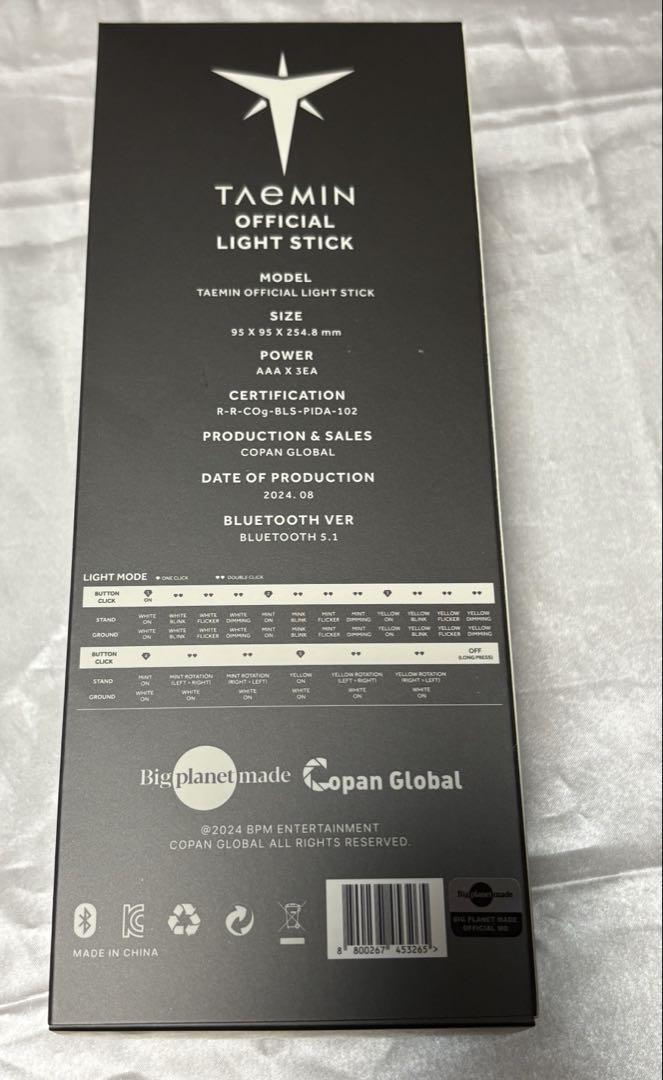 TAEMIN
OFFICIAL
LIGHT STICK
MODEL
TAEMIN OFFICIAL LIGHT STICK
SIZE
95 X 95 X 254.8 mm
POWER
AAA X 3EA
CERTIFICATION
R-R-COg-BLS-PIDA-102
PRODUCTION & SALES
COPAN GLOBAL
DATE OF PRODUCTION
2024. 08
BLUETOOTH VER
BLUETOOTH 5.1
LIGHT MODE ♥ ONE CLICK ♥♥ DOUBLE CLICK
BUTTON CLICK 1 ON ♥♥ ♥♥ ♥♥ 2 ♥♥ ♥♥ ♥♥ 3 ♥♥ ♥♥ ♥♥
STAND WHITE ON WHITE BLINK WHITE FLICKER WHITE DIMMING MINT ON MINK BLINK MINT FLICKER MINT DIMMING YELLOW ON YELLOW BLINK YELLOW FLICKER YELLOW DIMMING
GROUND WHITE ON WHITE BLINK WHITE FLICKER WHITE DIMMING MINT ON MINK BLINK MINT FLICKER MINT DIMMING YELLOW ON YELLOW BLINK YELLOW FLICKER YELLOW DIMMING
BUTTON CLICK 4 ♥♥ ♥♥ 5 ♥♥ ♥♥ OFF (LONG PRESS)
STAND MINT ON MINT ROTATION (LEFT > RIGHT) MINT ROTATION (RIGHT > LEFT) YELLOW ON YELLOW ROTATION (LEFT > RIGHT) YELLOW ROTATION (RIGHT > LEFT)
GROUND WHITE ON WHITE ON WHITE ON WHITE ON WHITE ON WHITE ON
Big planet made Copan Global
@2024 BPM ENTERTAINMENT
COPAN GLOBAL ALL RIGHTS RESERVED.
MADE IN CHINA
8 800267 453265 >
Big planet made
BIG PLANET MADE
OFFICIAL MD